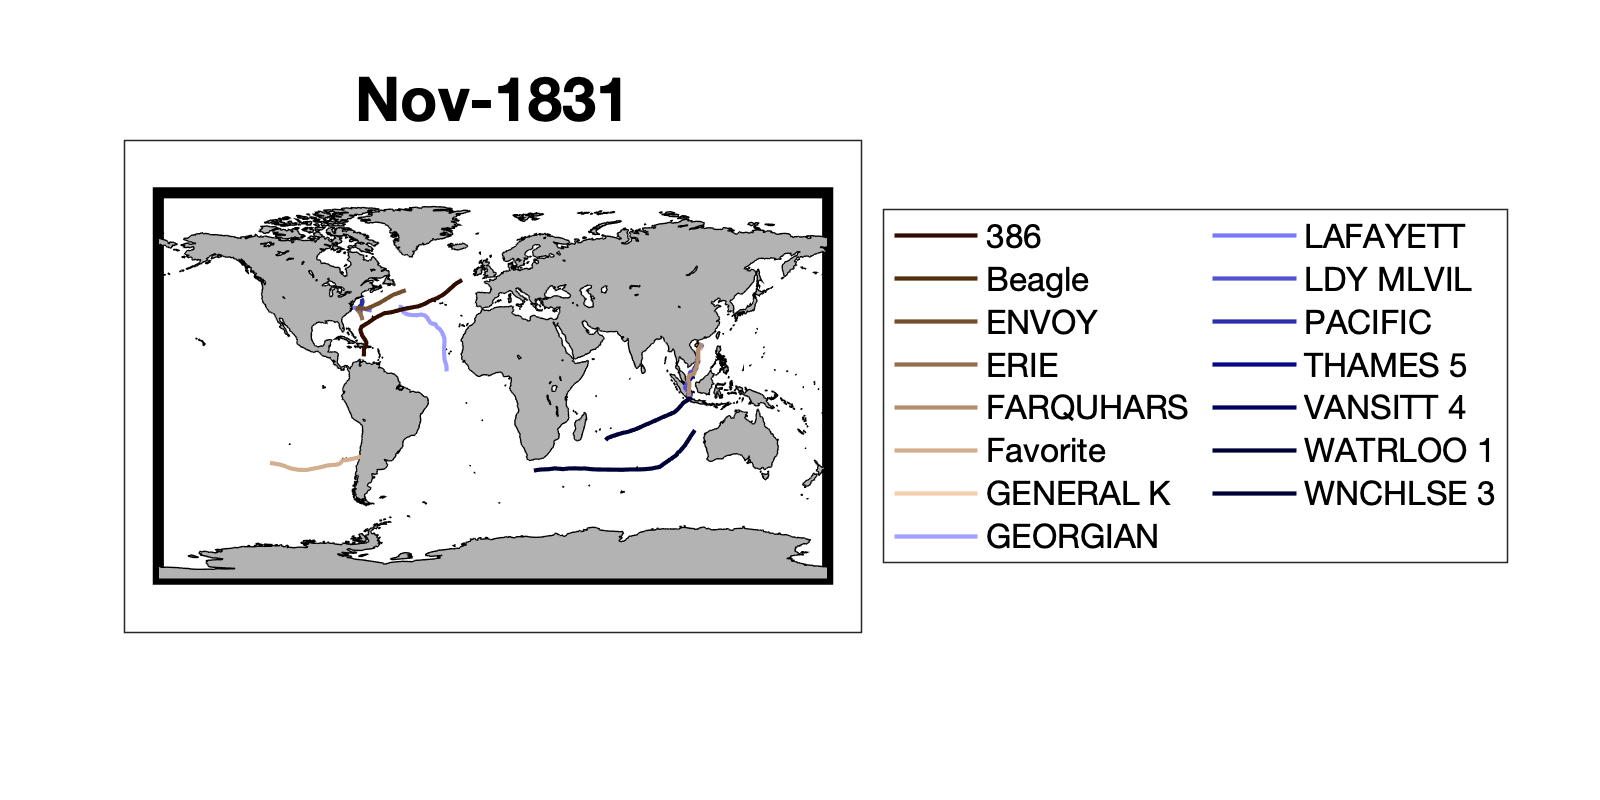 Nov-1831
386
Beagle
ENVOY
ERIE
FARQUHARS
Favorite
GENERAL K
GEORGIAN
LAFAYETT
LDY MLVIL
PACIFIC
THAMES 5
VANSITT 4
WATRLOO 1
WNCHLSE 3